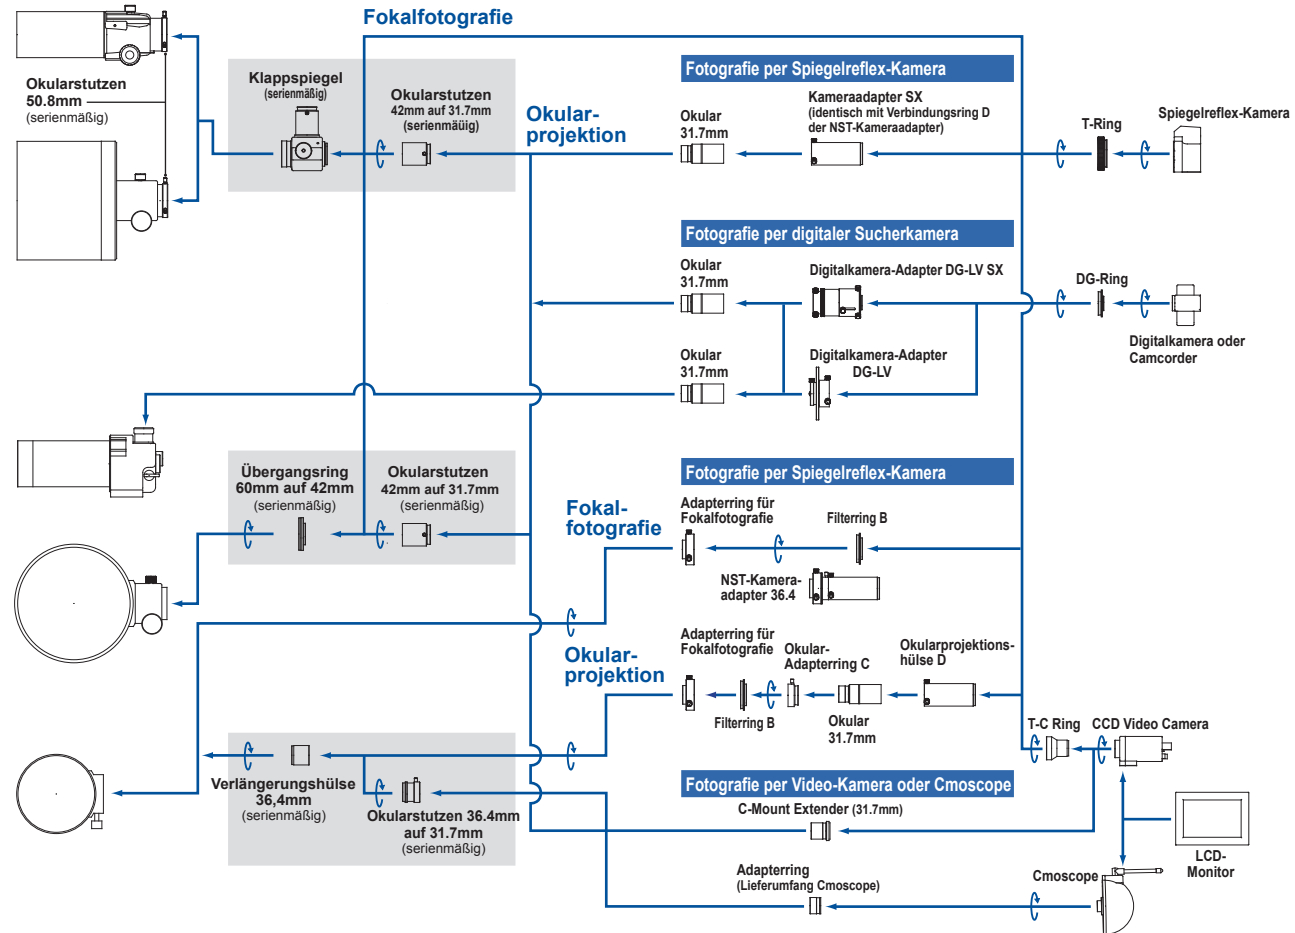 Fokalfotografie
Okularstutzen
50.8mm
(serienmäßig)
Klappspiegel
(serienmäßig)
Okularstutzen
42mm auf 31.7mm
(serienmäüig)
Okular-
projektion
Fotografie per Spiegelreflex-Kamera
Okular
31.7mm
Kameraadapter SX
(identisch mit Verbindungsring D
der NST-Kameraadapter)
T-Ring
Spiegelreflex-Kamera
Fotografie per digitaler Sucherkamera
Okular
31.7mm
Digitalkamera-Adapter DG-LV SX
DG-Ring
Digitalkamera oder
Camcorder
Okular
31.7mm
Digitalkamera-Adapter
DG-LV
Übergangsring
60mm auf 42mm
(serienmäßig)
Okularstutzen
42mm auf 31.7mm
(serienmäßig)
Fokal-
fotografie
Fotografie per Spiegelreflex-Kamera
Adapterring für
Fokalfotografie
Filterring B
NST-Kamera-
adapter 36.4
Okular-
projektion
Adapterring für
Fokalfotografie
Filterring B
Okular-
Adapterring C
Okular
31.7mm
Okularprojektions-
hülse D
T-C Ring
CCD Video Camera
Verlängerungshülse
36,4mm
(serienmäßig)
Okularstutzen 36.4mm
auf 31.7mm
(serienmäßig)
Fotografie per Video-Kamera oder Cmoscope
C-Mount Extender (31.7mm)
Adapterring
(Lieferumfang Cmoscope)
Cmoscope
LCD-
Monitor